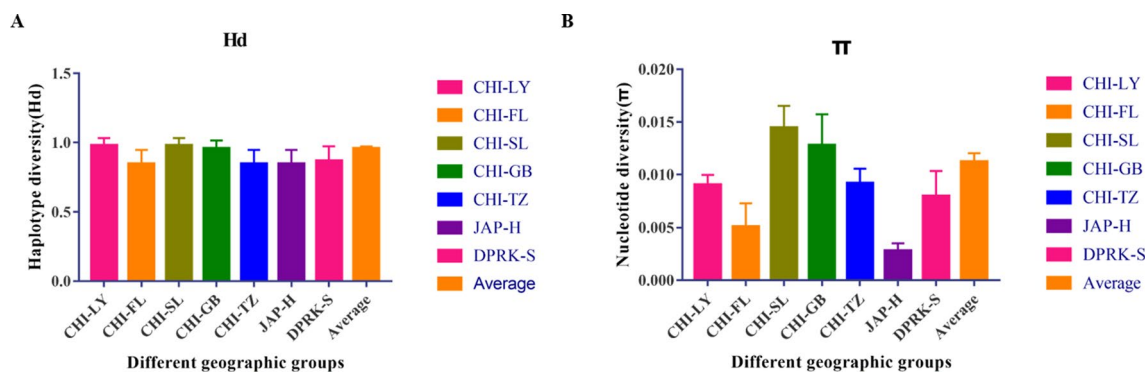 A
Hd
Haplotype diversity(Hd)
1.5
1.0
0.5
0.0
CHI-LY
CHI-FL
CHI-SL
CHI-GB
CHI-TZ
JAP-H
DPRK-S
Average
Different geographic groups
CHI-LY
CHI-FL
CHI-SL
CHI-GB
CHI-TZ
JAP-H
DPRK-S
Average
B
π
Nucleotide diversity(π)
0.020
0.015
0.010
0.005
0.000
CHI-LY
CHI-FL
CHI-SL
CHI-GB
CHI-TZ
JAP-H
DPRK-S
Average
Different geographic groups
CHI-LY
CHI-FL
CHI-SL
CHI-GB
CHI-TZ
JAP-H
DPRK-S
Average